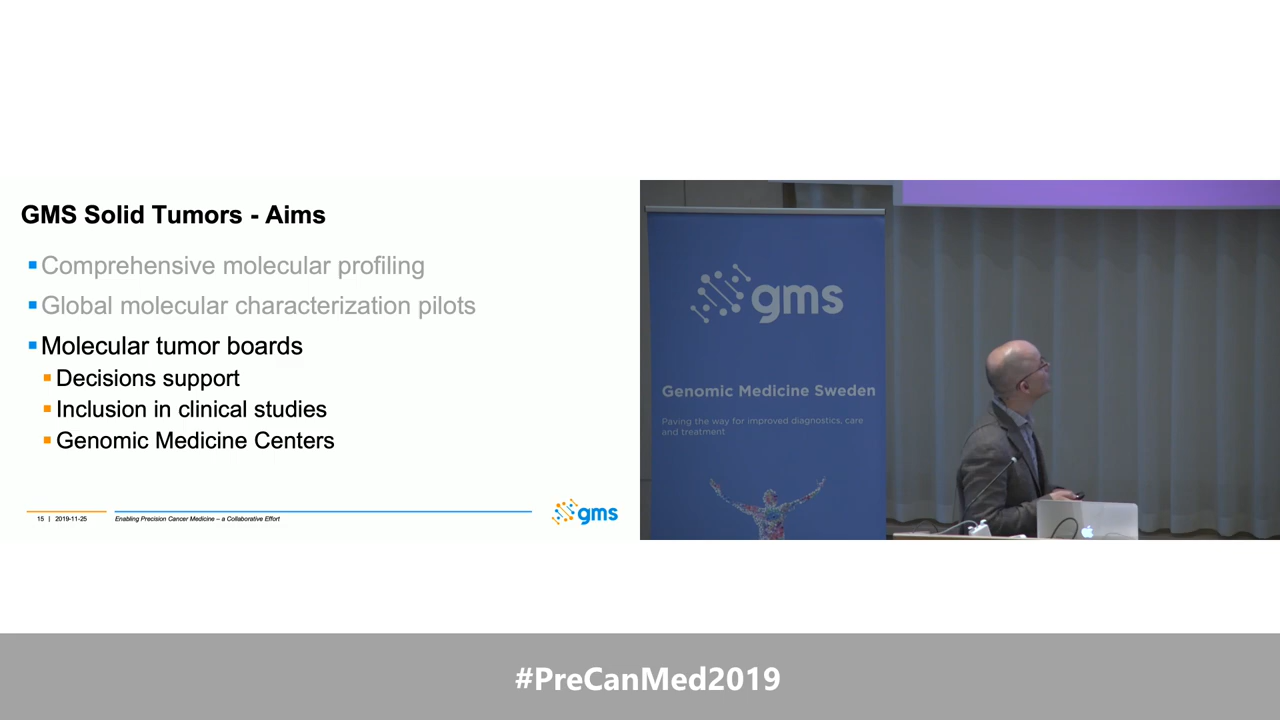 GMS Solid Tumors - Aims
Comprehensive molecular profiling
Global molecular characterization pilots
Molecular tumor boards
Decisions support
Inclusion in clinical studies
Genomic Medicine Centers
15 | 2019-11-25
Enabling Precision Cancer Medicine – a Collaborative Effort
gms
gms
Genomic Medicine Sweden
Paving the way for improved diagnostics, care
and treatment
#PreCanMed2019